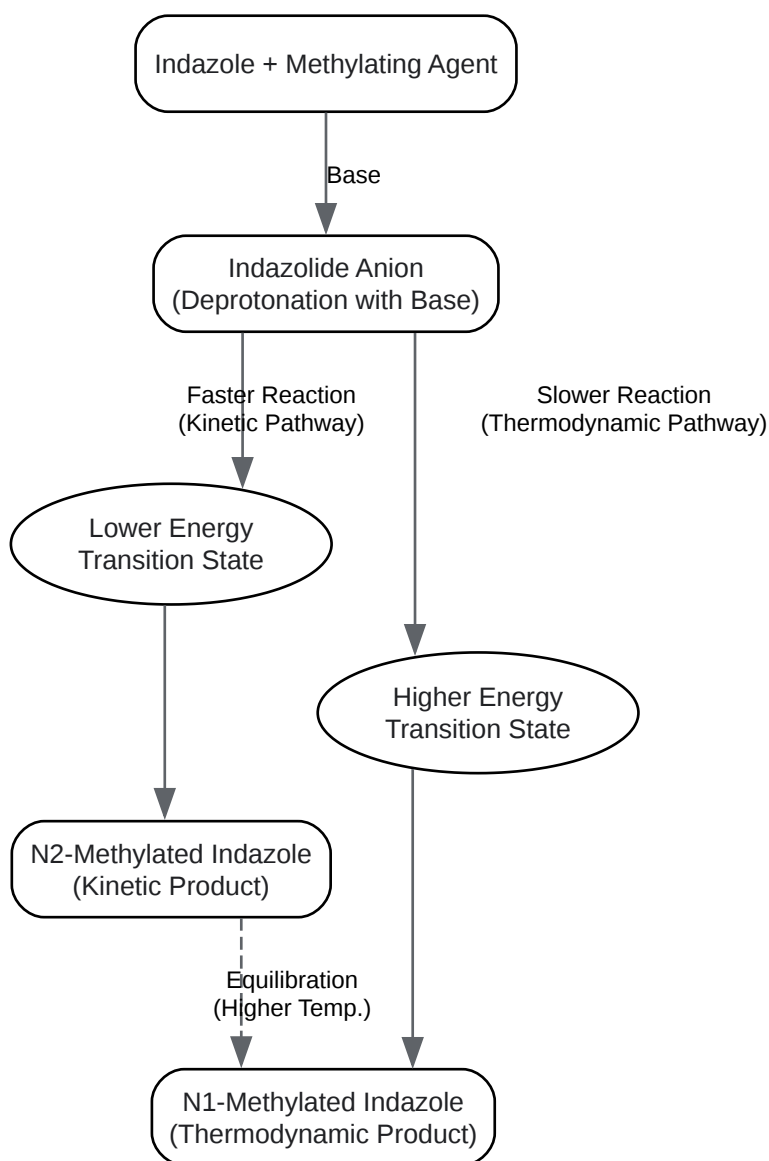 Indazole + Methylating Agent
Base
Indazolide Anion
(Deprotonation with Base)
Faster Reaction
(Kinetic Pathway)
Slower Reaction
(Thermodynamic Pathway)
Lower Energy
Transition State
Higher Energy
Transition State
N2-Methylated Indazole
(Kinetic Product)
Equilibration
(Higher Temp.)
N1-Methylated Indazole
(Thermodynamic Product)